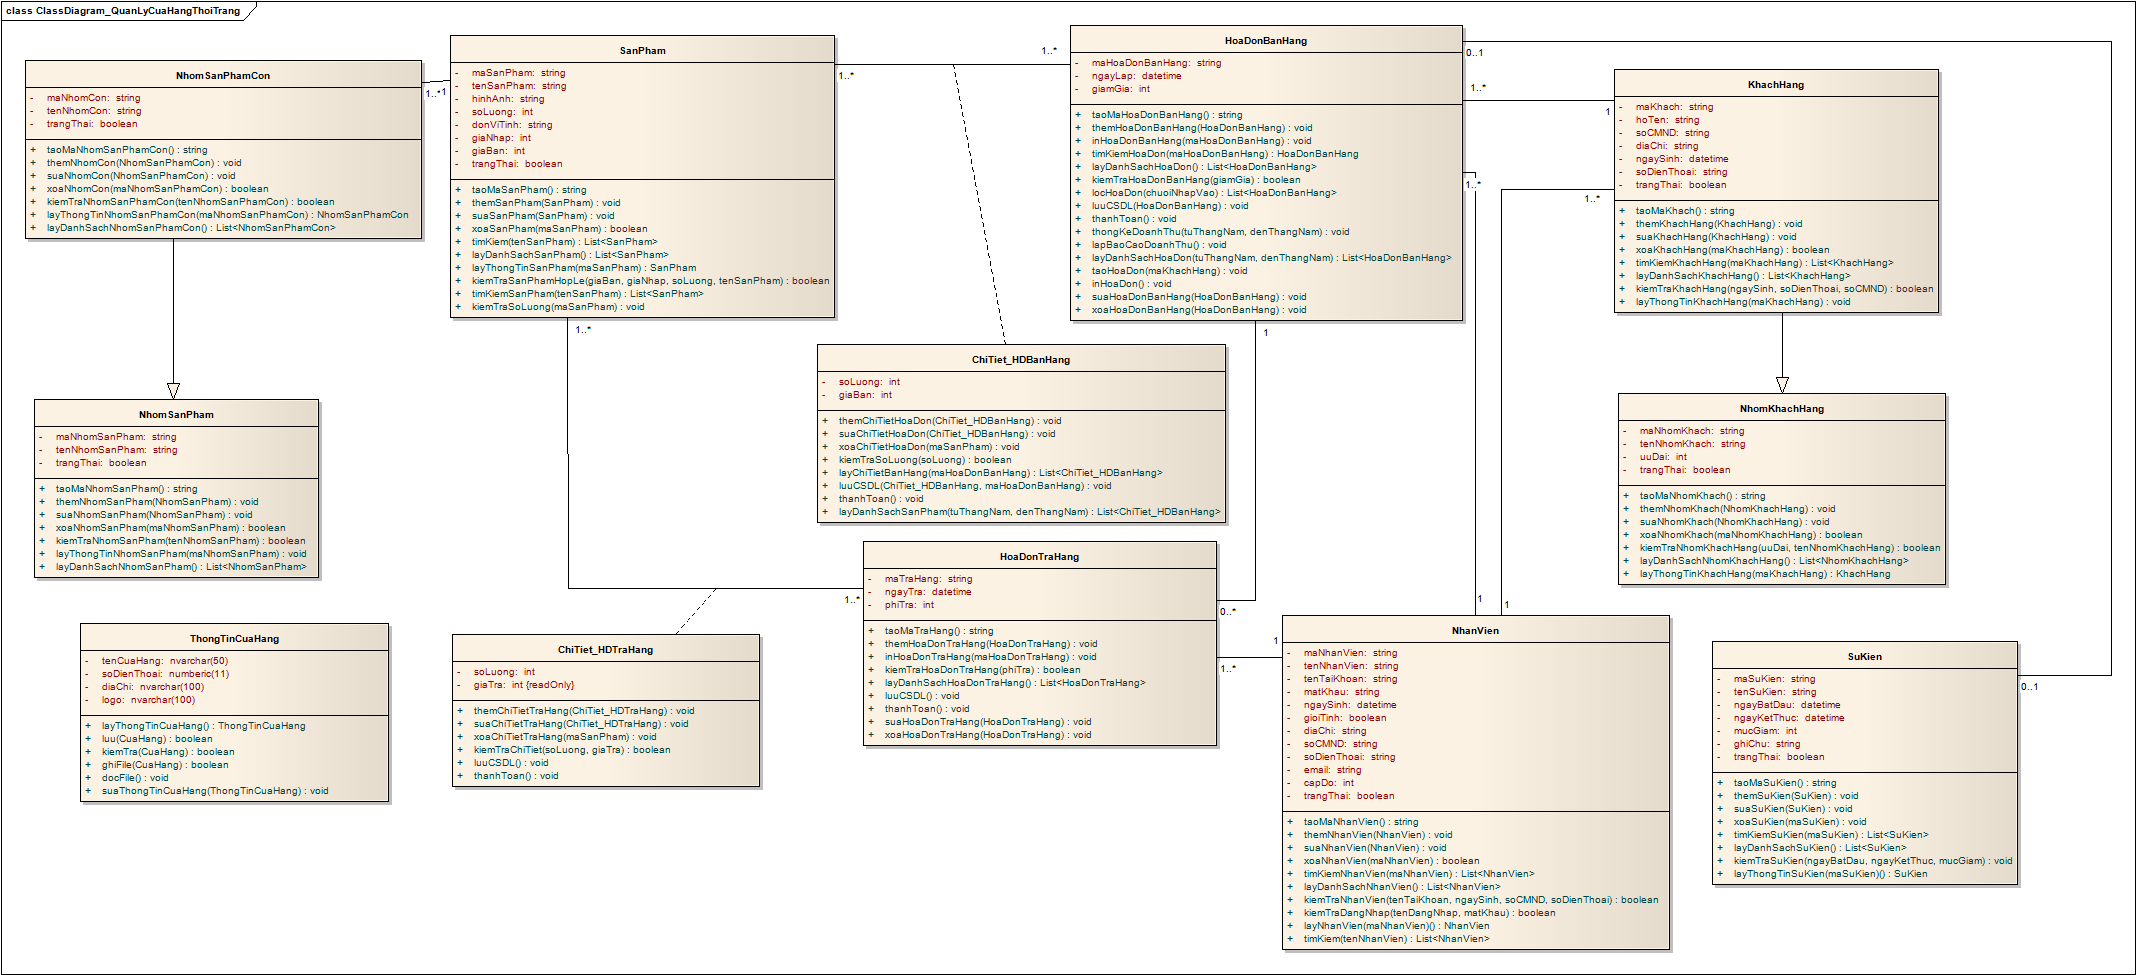 class ClassDiagram_QuanLyCuaHangThoiTrang
NhomSanPhamCon
- maNhomCon: string
- tenNhomCon: string
- trangThai: boolean
+ taoMaNhomSanPhamCon() : string
+ themNhomCon(NhomSanPhamCon) : void
+ suaNhomCon(NhomSanPhamCon) : void
+ xoaNhomCon(maNhomSanPhamCon) : boolean
+ kiemTraNhomSanPhamCon(tenNhomSanPhamCon) : boolean
+ layThongTinNhomSanPhamCon(maNhomSanPhamCon) : NhomSanPhamCon
+ layDanhSachNhomSanPhamCon() : List<NhomSanPhamCon>
1..*
1
SanPham
- maSanPham: string
- tenSanPham: string
- hinhAnh: string
- soLuong: int
- donViTinh: string
- giaNhap: int
- giaBan: int
- trangThai: boolean
+ taoMaSanPham() : string
+ themSanPham(SanPham) : void
+ suaSanPham(SanPham) : void
+ xoaSanPham(maSanPham) : boolean
+ timKiem(tenSanPham) : List<SanPham>
+ layDanhSachSanPham() : List<SanPham>
+ layThongTinSanPham(maSanPham) : SanPham
+ kiemTraSanPhamHopLe(giaBan, giaNhap, soLuong, tenSanPham) : boolean
+ timKiemSanPham(tenSanPham) : List<SanPham>
+ kiemTraSoLuong(maSanPham) : void
1..*
1..*
1..*
HoaDonBanHang
- maHoaDonBanHang: string
- ngayLap: datetime
- giamGia: int
+ taoMaHoaDonBanHang() : string
+ themHoaDonBanHang(HoaDonBanHang) : void
+ inHoaDonBanHang(maHoaDonBanHang) : void
+ timKiemHoaDon(maHoaDonBanHang) : HoaDonBanHang
+ layDanhSachHoaDon() : List<HoaDonBanHang>
+ kiemTraHoaDonBanHang(giamGia) : boolean
+ locHoaDon(chuoiNhapVao) : List<HoaDonBanHang>
+ luuCSDL(HoaDonBanHang) : void
+ thanhToan() : void
+ thongKeDoanhThu(tuThangNam, denThangNam) : void
+ lapBaoCaoDoanhThu() : void
+ layDanhSachHoaDon(tuThangNam, denThangNam) : List<HoaDonBanHang>
+ taoHoaDon(maKhachHang) : void
+ inHoaDon() : void
+ suaHoaDonBanHang(HoaDonBanHang) : void
+ xoaHoaDonBanHang(HoaDonBanHang) : void
0..1
1..*
1
1..*
1..*
1
KhachHang
- maKhach: string
- hoTen: string
- soCMND: string
- diaChi: string
- ngaySinh: datetime
- soDienThoai: string
- trangThai: boolean
+ taoMaKhach() : string
+ themKhachHang(KhachHang) : void
+ suaKhachHang(KhachHang) : void
+ xoaKhachHang(maKhachHang) : boolean
+ timKiemKhachHang(maKhachHang) : List<KhachHang>
+ layDanhSachKhachHang() : List<KhachHang>
+ kiemTraKhachHang(ngaySinh, soDienThoai, soCMND) : boolean
+ layThongTinKhachHang(maKhachHang) : void
ChiTiet_HDBanHang
- soLuong: int
- giaBan: int
+ themChiTietHoaDon(ChiTiet_HDBanHang) : void
+ suaChiTietHoaDon(ChiTiet_HDBanHang) : void
+ xoaChiTietHoaDon(maSanPham) : void
+ kiemTraSoLuong(soLuong) : boolean
+ layChiTietBanHang(maHoaDonBanHang) : List<ChiTiet_HDBanHang>
+ luuCSDL(ChiTiet_HDBanHang, maHoaDonBanHang) : void
+ thanhToan() : void
+ layDanhSachSanPham(tuThangNam, denThangNam) : List<ChiTiet_HDBanHang>
NhomSanPham
- maNhomSanPham: string
- tenNhomSanPham: string
- trangThai: boolean
+ taoMaNhomSanPham() : string
+ themNhomSanPham(NhomSanPham) : void
+ suaNhomSanPham(NhomSanPham) : void
+ xoaNhomSanPham(maNhomSanPham) : boolean
+ kiemTraNhomSanPham(tenNhomSanPham) : boolean
+ layThongTinNhomSanPham(maNhomSanPham) : void
+ layDanhSachNhomSanPham() : List<NhomSanPham>
NhomKhachHang
- maNhomKhach: string
- tenNhomKhach: string
- uuDai: int
- trangThai: boolean
+ taoMaNhomKhach() : string
+ themNhomKhach(NhomKhachHang) : void
+ suaNhomKhach(NhomKhachHang) : void
+ xoaNhomKhach(maNhomKhachHang) : boolean
+ kiemTraNhomKhachHang(uuDai, tenNhomKhachHang) : boolean
+ layDanhSachNhomKhachHang() : List<NhomKhachHang>
+ layThongTinKhachHang(maKhachHang) : KhachHang
HoaDonTraHang
- maTraHang: string
- ngayTra: datetime
- phiTra: int
+ taoMaTraHang() : string
+ themHoaDonTraHang(HoaDonTraHang) : void
+ inHoaDonTraHang(maHoaDonTraHang) : void
+ kiemTraHoaDonTraHang(phiTra) : boolean
+ layDanhSachHoaDonTraHang() : List<HoaDonTraHang>
+ luuCSDL() : void
+ thanhToan() : void
+ suaHoaDonTraHang(HoaDonTraHang) : void
+ xoaHoaDonTraHang(HoaDonTraHang) : void
1..*
0..*
1..*
1
1
1
ThongTinCuaHang
- tenCuaHang: nvarchar(50)
- soDienThoai: numberic(11)
- diaChi: nvarchar(100)
- logo: nvarchar(100)
+ layThongTinCuaHang() : ThongTinCuaHang
+ luu(CuaHang) : boolean
+ kiemTra(CuaHang) : boolean
+ ghiFile(CuaHang) : boolean
+ docFile() : void
+ suaThongTinCuaHang(ThongTinCuaHang) : void
ChiTiet_HDTraHang
- soLuong: int
- giaTra: int {readOnly}
+ themChiTietTraHang(ChiTiet_HDTraHang) : void
+ suaChiTietTraHang(ChiTiet_HDTraHang) : void
+ xoaChiTietTraHang(maSanPham) : void
+ kiemTraChiTiet(soLuong, giaTra) : boolean
+ luuCSDL() : void
+ thanhToan() : void
NhanVien
- maNhanVien: string
- tenNhanVien: string
- tenTaiKhoan: string
- matKhau: string
- ngaySinh: datetime
- gioiTinh: boolean
- diaChi: string
- soCMND: string
- soDienThoai: string
- email: string
- capDo: int
- trangThai: boolean
+ taoMaNhanVien() : string
+ themNhanVien(NhanVien) : void
+ suaNhanVien(NhanVien) : void
+ xoaNhanVien(maNhanVien) : boolean
+ timKiemNhanVien(maNhanVien) : List<NhanVien>
+ layDanhSachNhanVien() : List<NhanVien>
+ kiemTraNhanVien(tenTaiKhoan, ngaySinh, soCMND, soDienThoai) : boolean
+ kiemTraDangNhap(tenDangNhap, matKhau) : boolean
+ layNhanVien(maNhanVien)() : NhanVien
+ timKiem(tenNhanVien) : List<NhanVien>
SuKien
- maSuKien: string
- tenSuKien: string
- ngayBatDau: datetime
- ngayKetThuc: datetime
- mucGiam: int
- ghiChu: string
- trangThai: boolean
+ taoMaSuKien() : string
+ themSuKien(SuKien) : void
+ suaSuKien(SuKien) : void
+ xoaSuKien(maSuKien) : void
+ timKiemSuKien(maSuKien) : List<SuKien>
+ layDanhSachSuKien() : List<SuKien>
+ kiemTraSuKien(ngayBatDau, ngayKetThuc, mucGiam) : void
+ layThongTinSuKien(maSuKien)() : SuKien
0..1